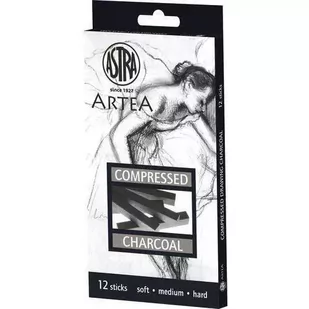 ASTRA
since 1927
ARTEA
COMPRESSED
CHARCOAL
12 sticks
soft • medium • hard
COMPRESSED DRAWING CHARCOAL
12 sticks